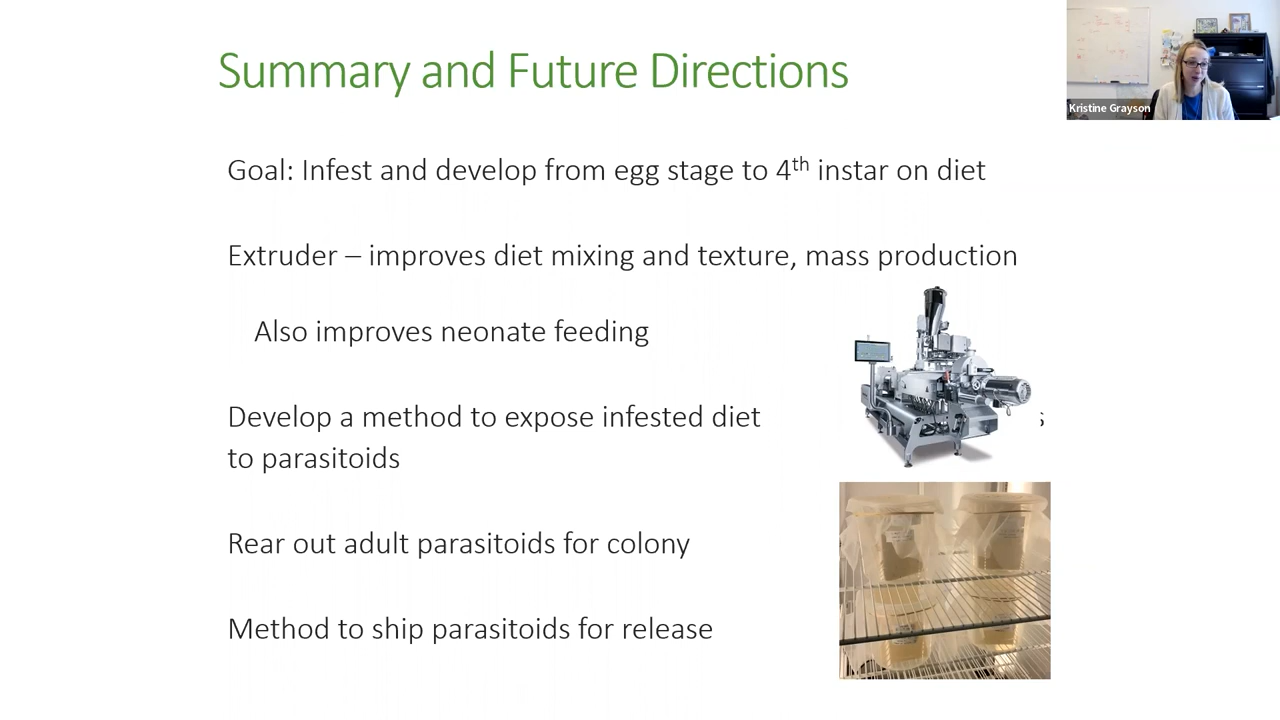 Summary and Future Directions
Kristine Grayson
Goal: Infest and develop from egg stage to 4th instar on diet
Extruder – improves diet mixing and texture, mass production
Also improves neonate feeding
Develop a method to expose infested diet
to parasitoids
Rear out adult parasitoids for colony
Method to ship parasitoids for release